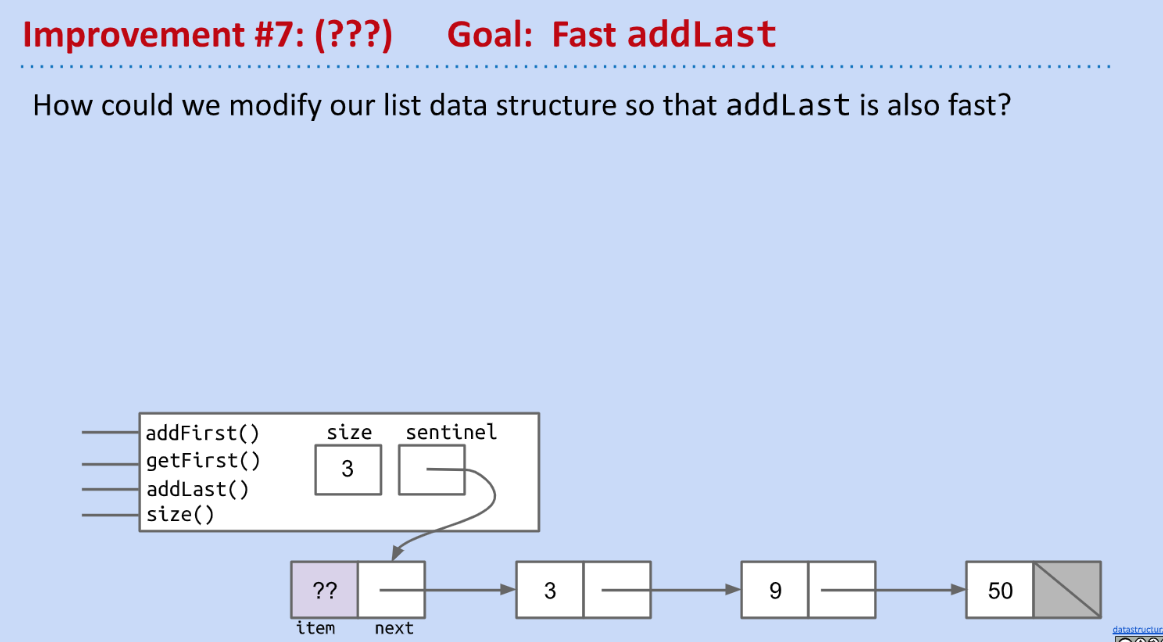 Improvement #7: (???) Goal: Fast addLast
How could we modify our list data structure so that addLast is also fast?
addFirst()
getFirst()
addLast()
size()
size
sentinel
3
??
3
9
50
item
next